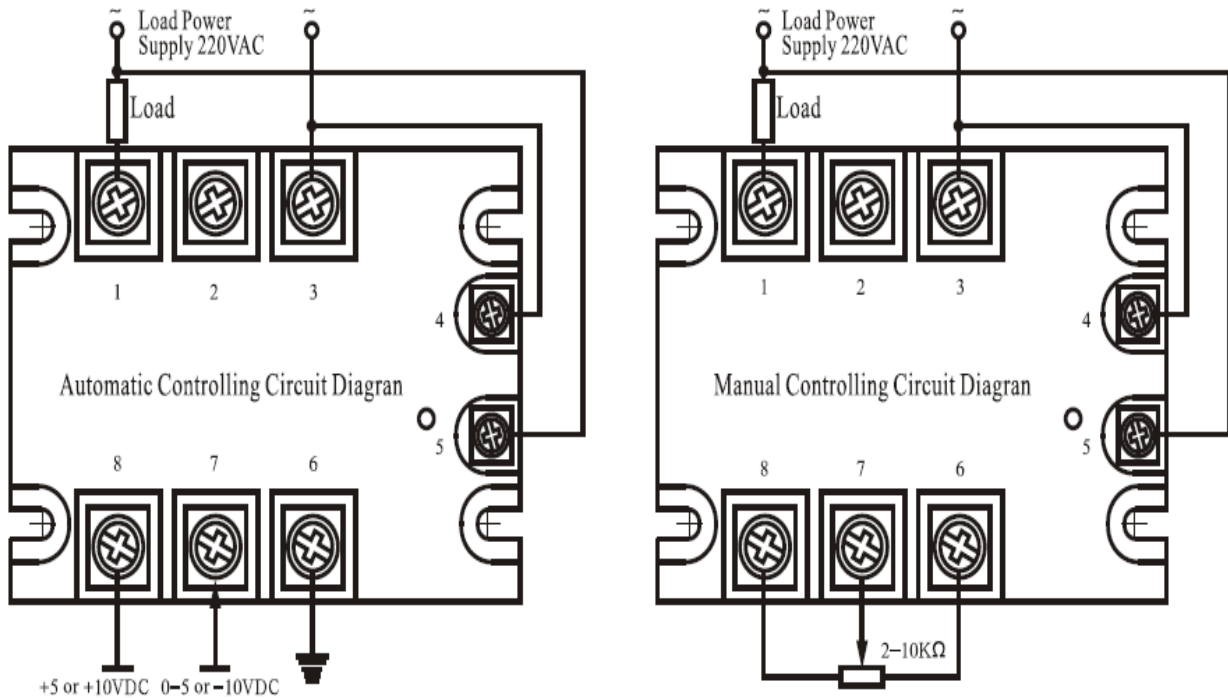 ~ Load Power ~
Supply 220VAC
Load
1 2 3
4
Automatic Controlling Circuit Diagran
5
8 7 6
+5 or +10VDC 0–5 or –10VDC
~ Load Power ~
Supply 220VAC
Load
1 2 3
4
Manual Controlling Circuit Diagran
5
8 7 6
2–10KΩ